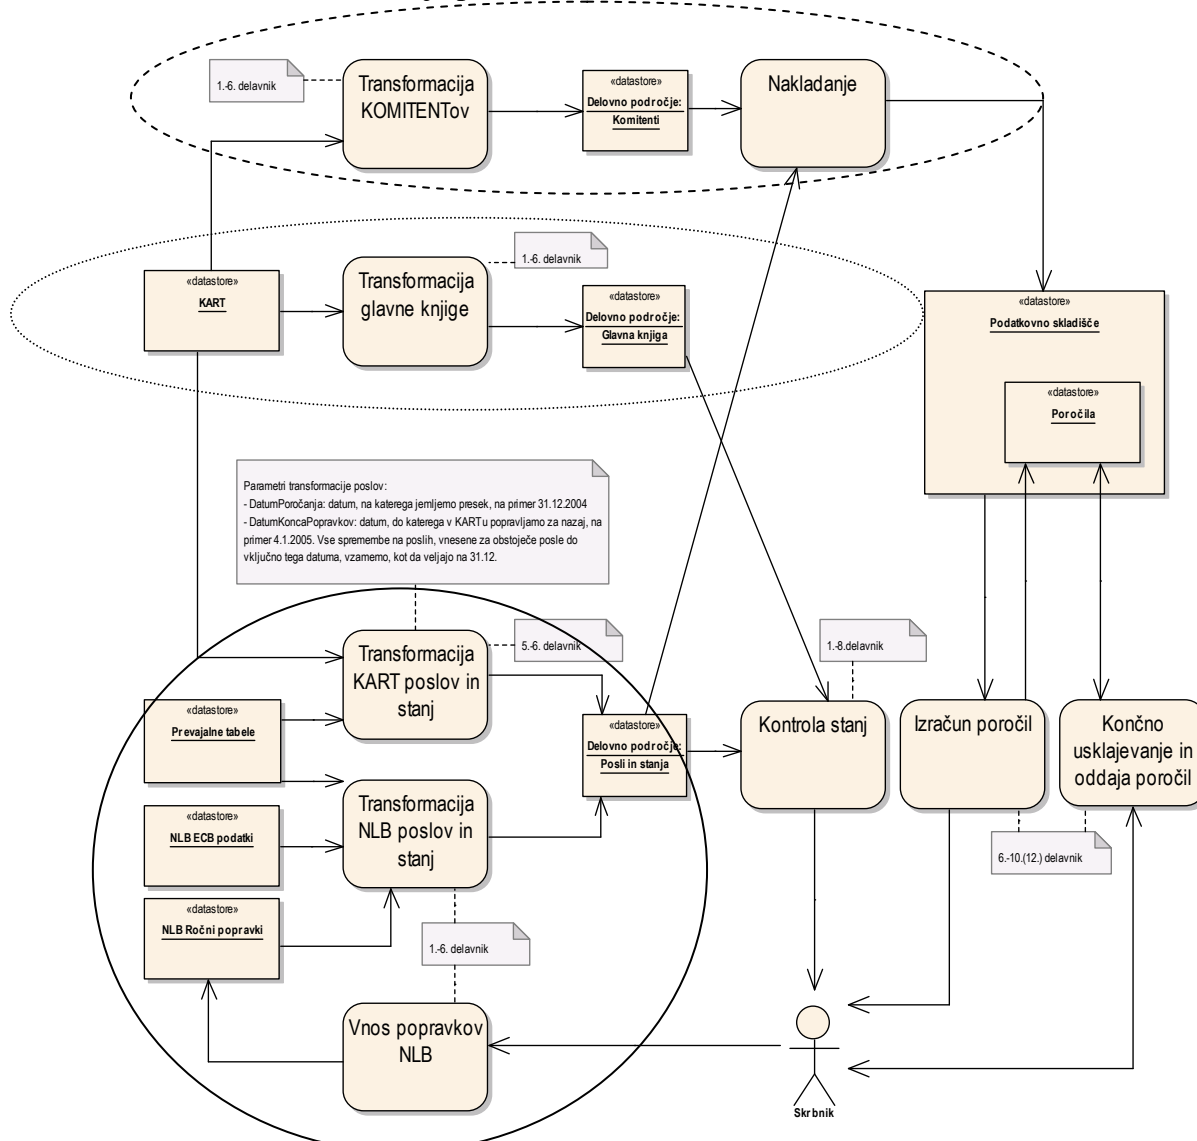 1.-6. delavnik
Transformacija
KOMITENTov
«datastore»
Delovno področje:
Komitenti
Nakladanje
«datastore»
KART
Transformacija
glavne knjige
1.-6. delavnik
«datastore»
Delovno področje:
Glavna knjiga
«datastore»
Podatkovno skladišče
«datastore»
Poročila
Parametri transformacije poslov:
- DatumPoročanja: datum, na katerega jemljemo presek, na primer 31.12.2004
- DatumKoncaPopravkov: datum, do katerega v KARTu popravljamo za nazaj, na
primer 4.1.2005. Vse spremembe na poslih, vnesene za obstoječe posle do
vključno tega datuma, vzamemo, kot da veljajo na 31.12.
Transformacija
KART poslov in
stanj
5.-6. delavnik
1.-8.delavnik
«datastore»
Prevajalne tabele
«datastore»
Delovno področje:
Posli in stanja
Kontrola stanj
Izračun poročil
Končno
usklajevanje in
oddaja poročil
Transformacija
NLB poslov in
stanj
«datastore»
NLB ECB podatki
6.-10.(12.) delavnik
«datastore»
NLB Ročni popravki
1.-6. delavnik
Vnos popravkov
NLB
Skrbnik